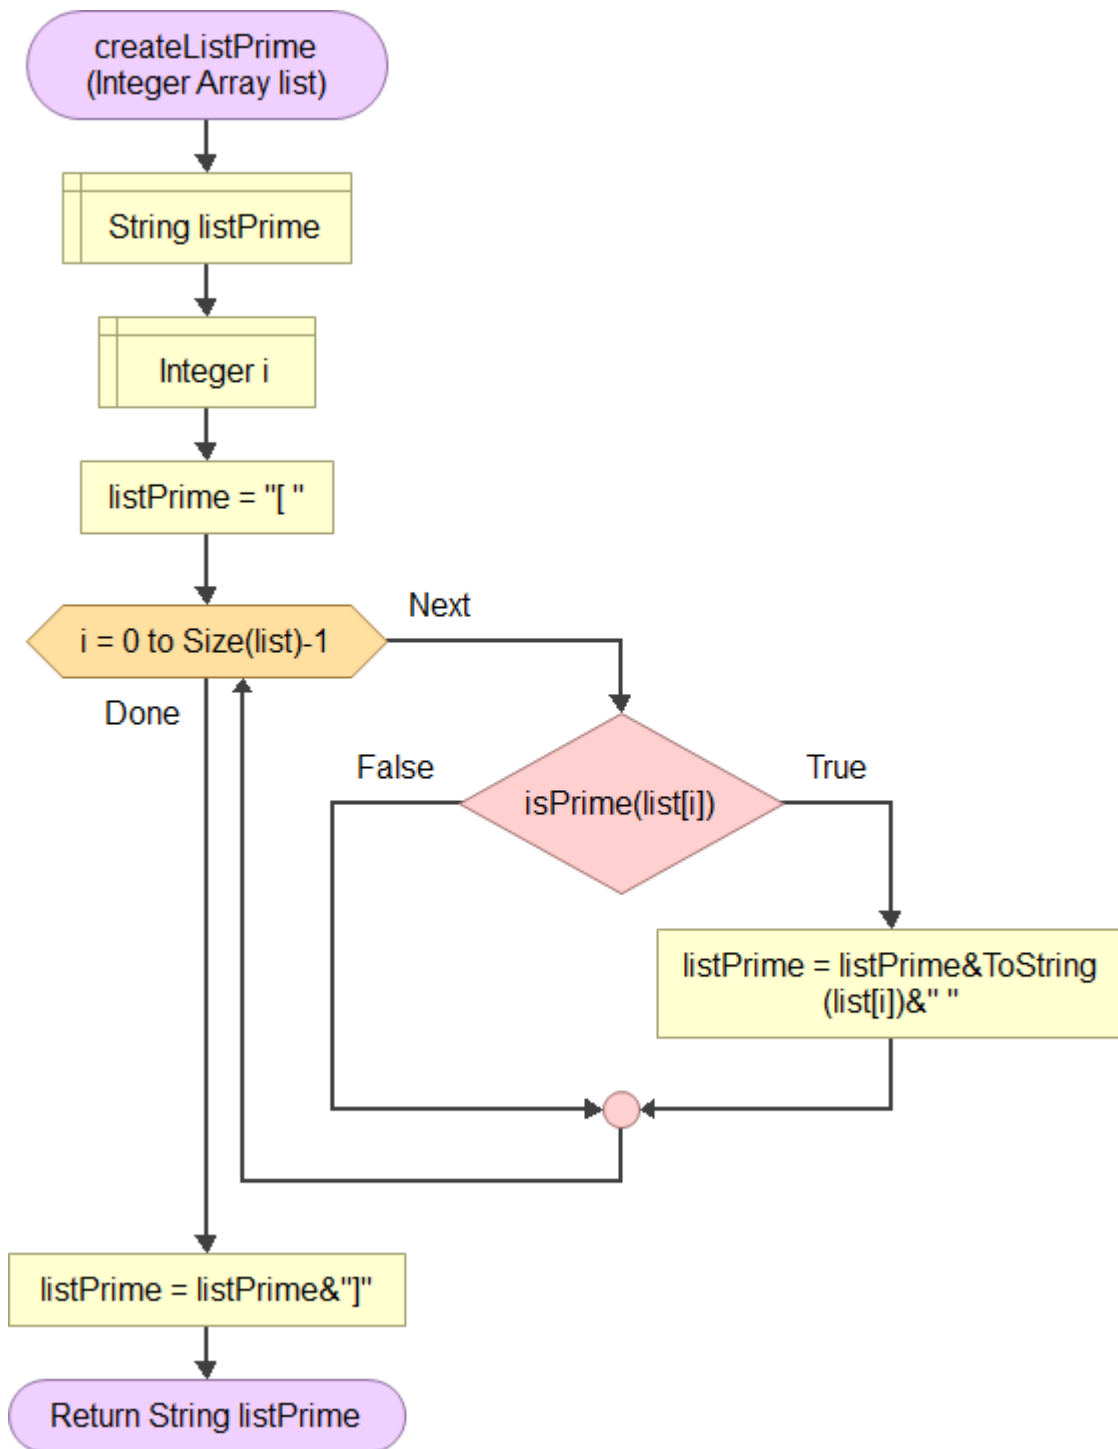 createListPrime
(Integer Array list)
String listPrime
Integer i
listPrime = "[ "
i = 0 to Size(list)-1
Next
Done
False
True
isPrime(list[i])
listPrime = listPrime&ToString
(list[i])&" "
listPrime = listPrime&"]"
Return String listPrime